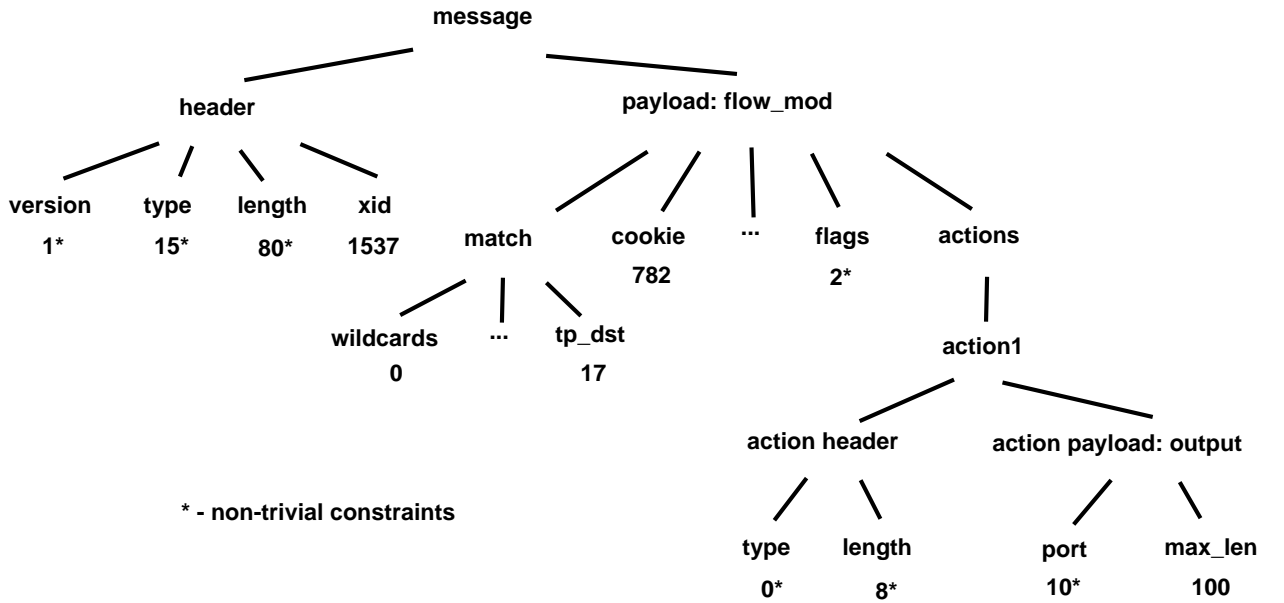 message
header
payload: flow_mod
version type length xid
1* 15* 80* 1537
match cookie ... flags actions
782 2*
wildcards ... tp_dst
0 17
action1
action header action payload: output
* - non-trivial constraints
type length port max_len
0* 8* 10* 100